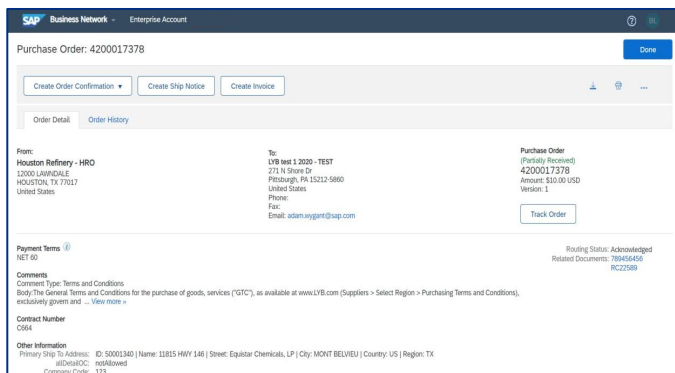 SAP Business Network Enterprise Account BL
Purchase Order: 4200017378
Done
Create Order Confirmation ▼ Create Ship Notice Create Invoice ...
Order Detail Order History
From:
Houston Refinery - HRO
12000 LAWNDALE
HOUSTON, TX 77017
United States
To:
LYB test 1 2020 - TEST
271 N Shore Dr
Pittsburgh, PA 15212-5860
United States
Phone:
Fax:
Email: adam.wygant@sap.com
Purchase Order
(Partially Received)
4200017378
Amount: $10.00 USD
Version: 1
Track Order
Payment Terms
NET 60
Routing Status: Acknowledged
Related Documents: 789456456
RC22589
Comments
Comment Type: Terms and Conditions
Body:The General Terms and Conditions for the purchase of goods, services ("GTC"), as available at www.LYB.com (Suppliers > Select Region > Purchasing Terms and Conditions),
exclusively govern and ... View more »
Contract Number
C664
Other Information
Primary Ship To Address: ID: 50001340 | Name: 11815 HWY 146 | Street: Equistar Chemicals, LP | City: MONT BELVIEU | Country: US | Region: TX
allDetailOC: notAllowed
Company Code: 123